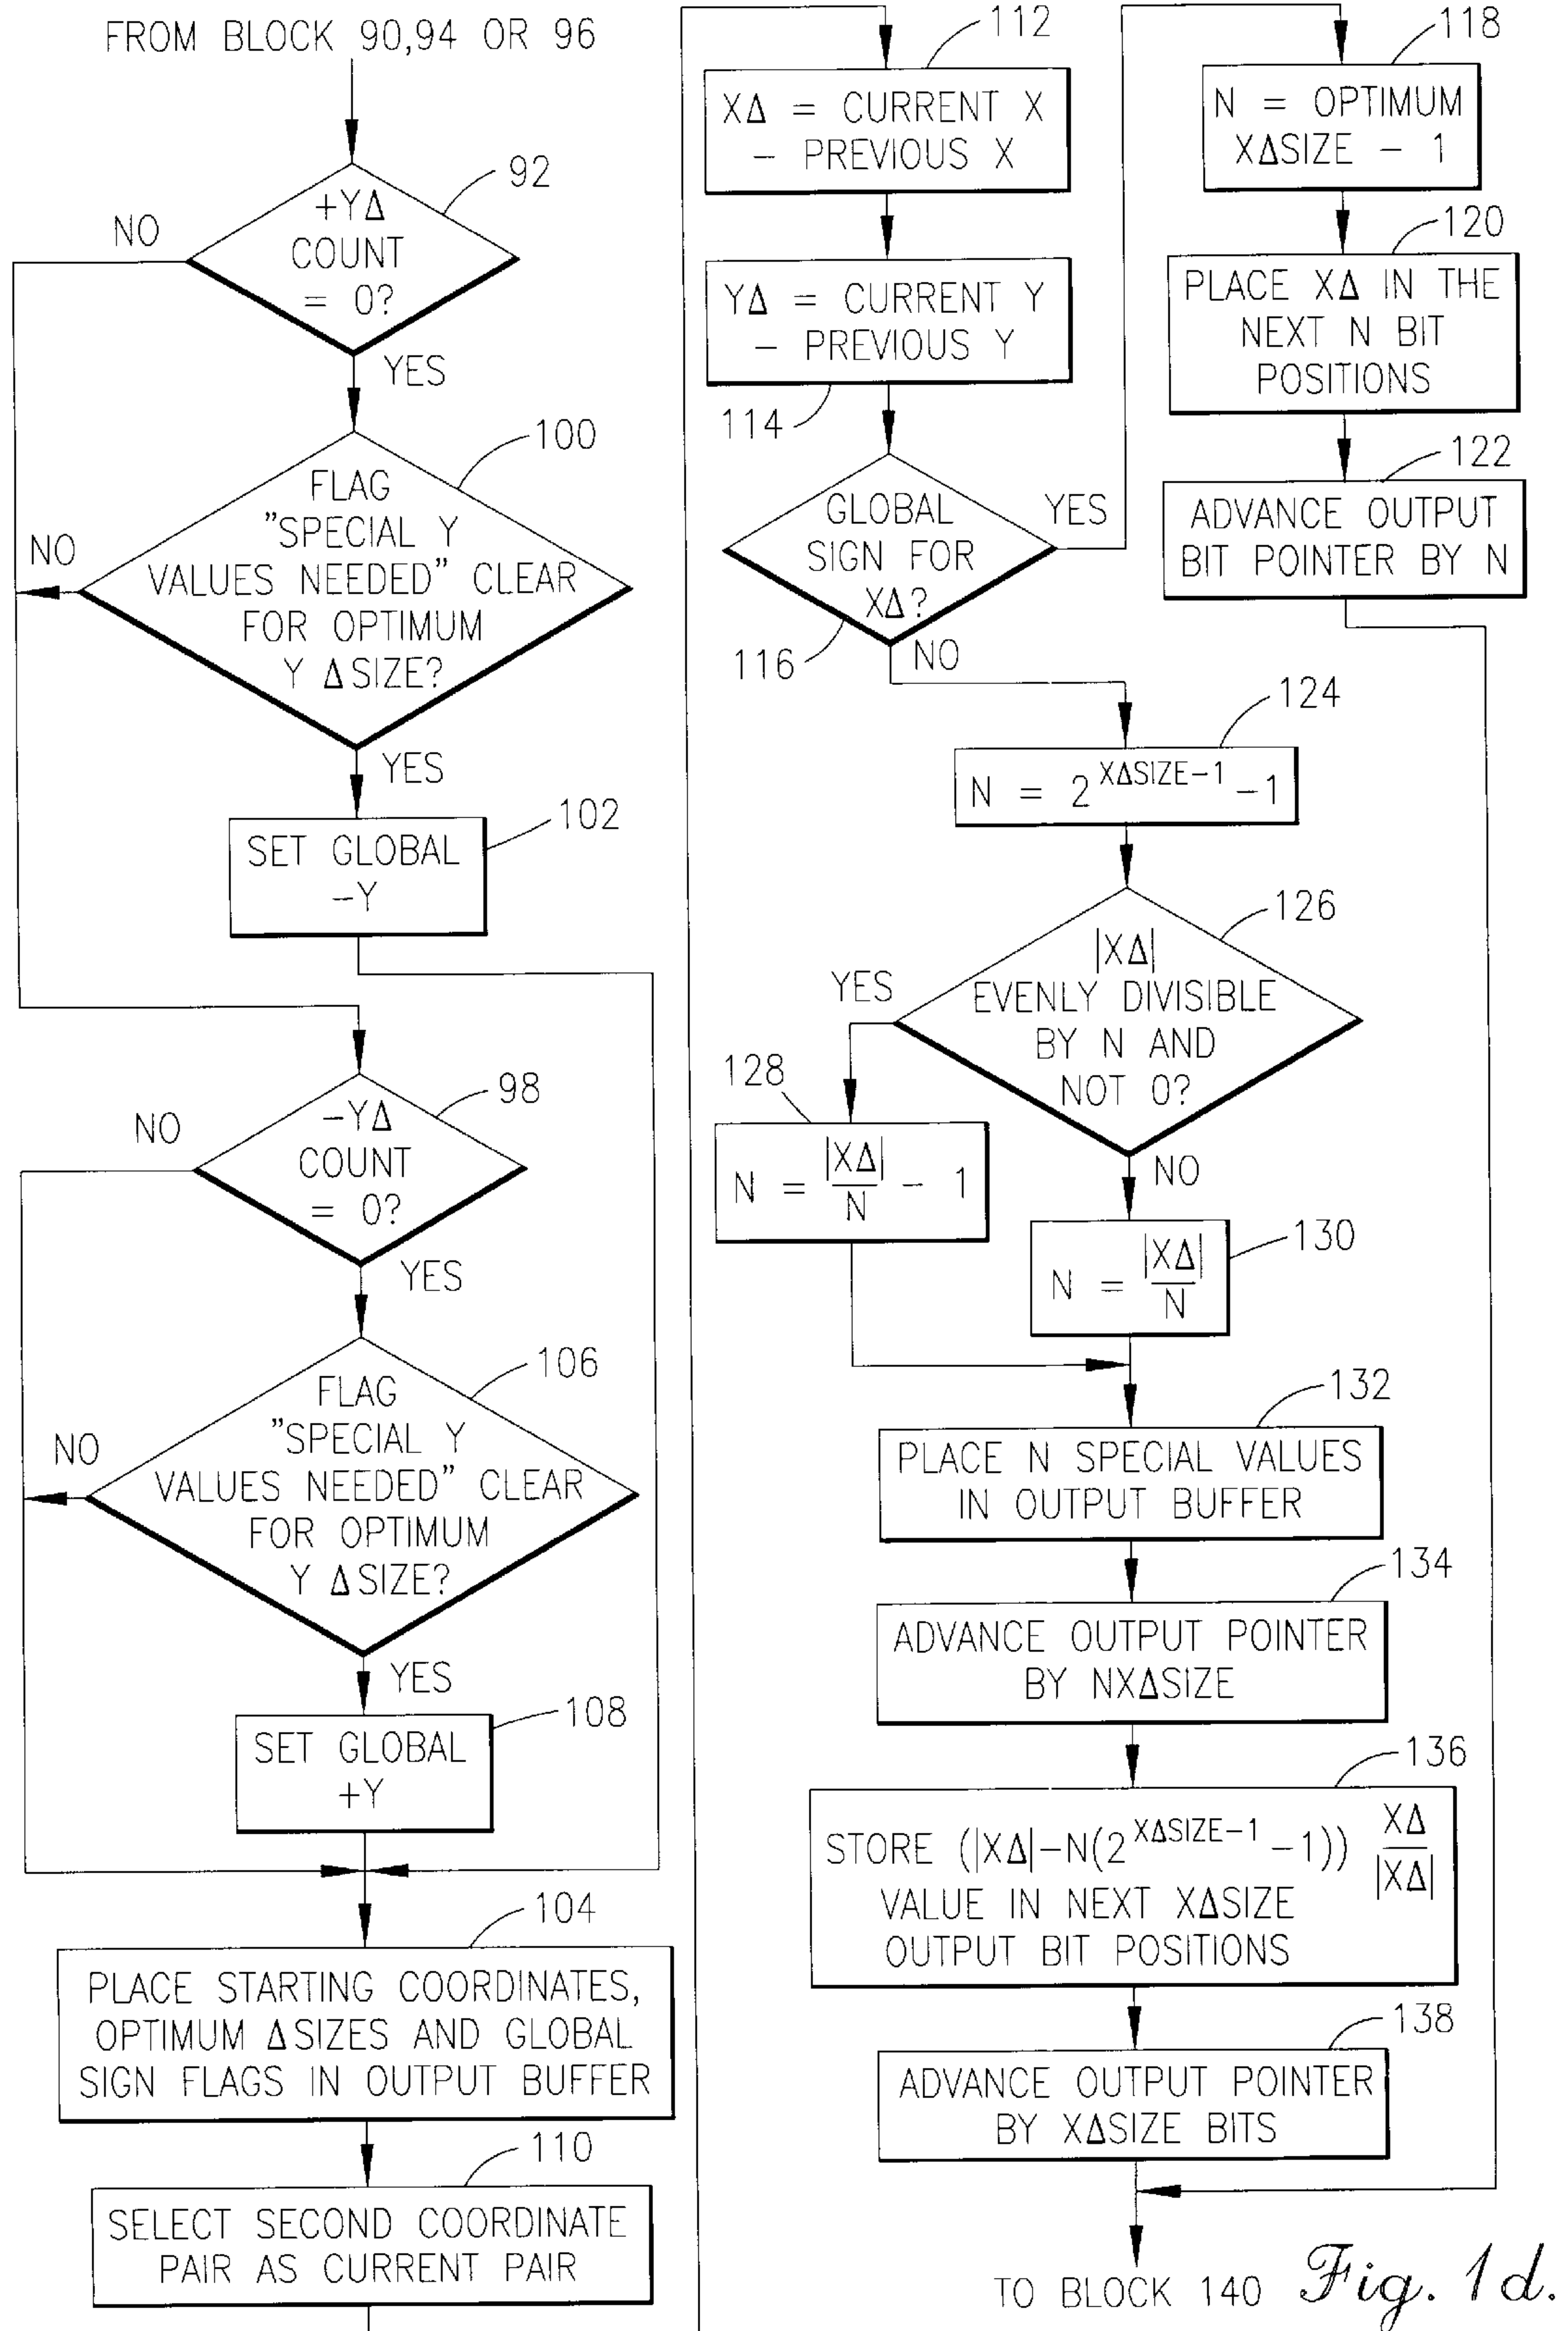 FROM BLOCK 90,94 OR 96
92
+YΔ
COUNT
= 0?
NO
YES
100
FLAG
"SPECIAL Y
VALUES NEEDED" CLEAR
FOR OPTIMUM
Y ΔSIZE?
NO
YES
102
SET GLOBAL
−Y
98
−YΔ
COUNT
= 0?
NO
YES
106
FLAG
"SPECIAL Y
VALUES NEEDED" CLEAR
FOR OPTIMUM
Y ΔSIZE?
NO
YES
108
SET GLOBAL
+Y
104
PLACE STARTING COORDINATES,
OPTIMUM ΔSIZES AND GLOBAL
SIGN FLAGS IN OUTPUT BUFFER
110
SELECT SECOND COORDINATE
PAIR AS CURRENT PAIR
112
XΔ = CURRENT X
− PREVIOUS X
YΔ = CURRENT Y
− PREVIOUS Y
114
GLOBAL
SIGN FOR
XΔ?
YES
116
NO
118
N = OPTIMUM
XΔSIZE − 1
120
PLACE XΔ IN THE
NEXT N BIT
POSITIONS
122
ADVANCE OUTPUT
BIT POINTER BY N
124
N = 2^XΔSIZE−1 −1
126
|XΔ|
EVENLY DIVISIBLE
BY N AND
NOT 0?
YES
NO
128
N = |XΔ|/N − 1
130
N = |XΔ|/N
132
PLACE N SPECIAL VALUES
IN OUTPUT BUFFER
134
ADVANCE OUTPUT POINTER
BY NXΔSIZE
136
STORE (|XΔ|−N(2^XΔSIZE−1 −1)) XΔ/|XΔ|
VALUE IN NEXT XΔSIZE
OUTPUT BIT POSITIONS
138
ADVANCE OUTPUT POINTER
BY XΔSIZE BITS
TO BLOCK 140
Fig. 1d.